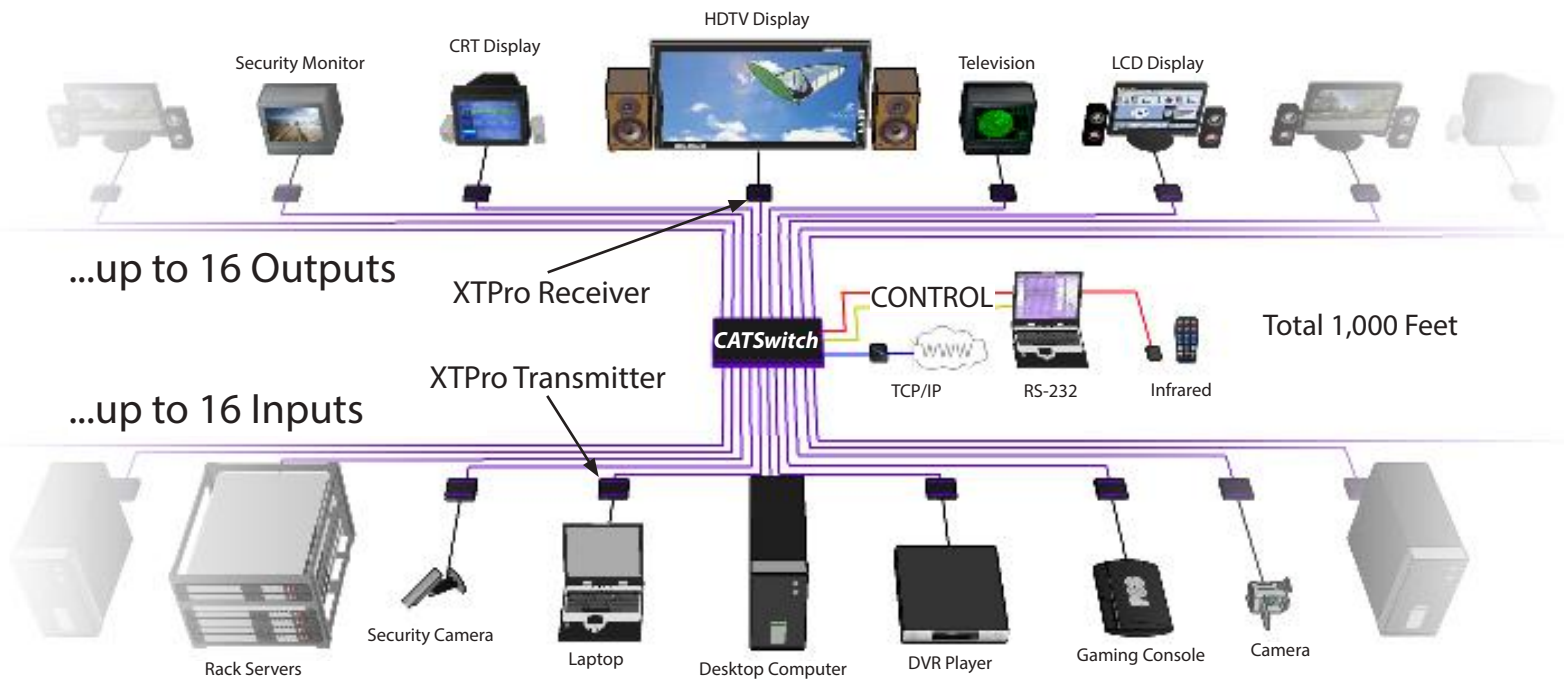 HDTV Display
CRT Display
Security Monitor
Television
LCD Display
...up to 16 Outputs
XTPro Receiver
CONTROL
CATSwitch
WWW
TCP/IP
RS-232
Infrared
Total 1,000 Feet
XTPro Transmitter
...up to 16 Inputs
Rack Servers
Security Camera
Laptop
Desktop Computer
DVR Player
Gaming Console
Camera